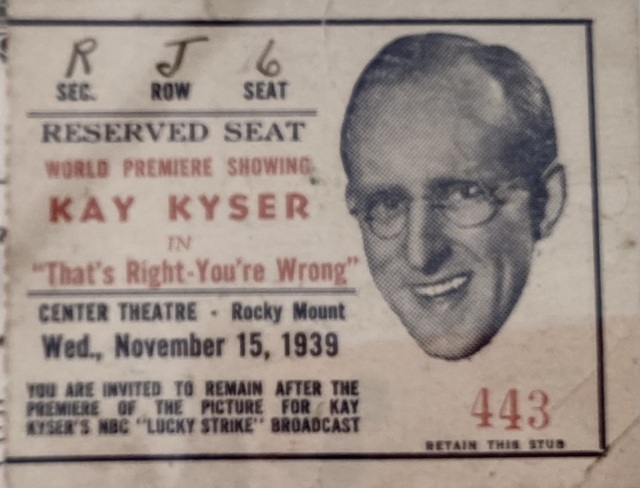 R J 6
SEC. ROW SEAT
RESERVED SEAT
WORLD PREMIERE SHOWING
KAY KYSER
IN
"That's Right-You're Wrong"
CENTER THEATRE - Rocky Mount
Wed., November 15, 1939
YOU ARE INVITED TO REMAIN AFTER THE
PREMIERE OF THE PICTURE FOR KAY
KYSER'S NBC "LUCKY STRIKE" BROADCAST
443
RETAIN THIS STUB